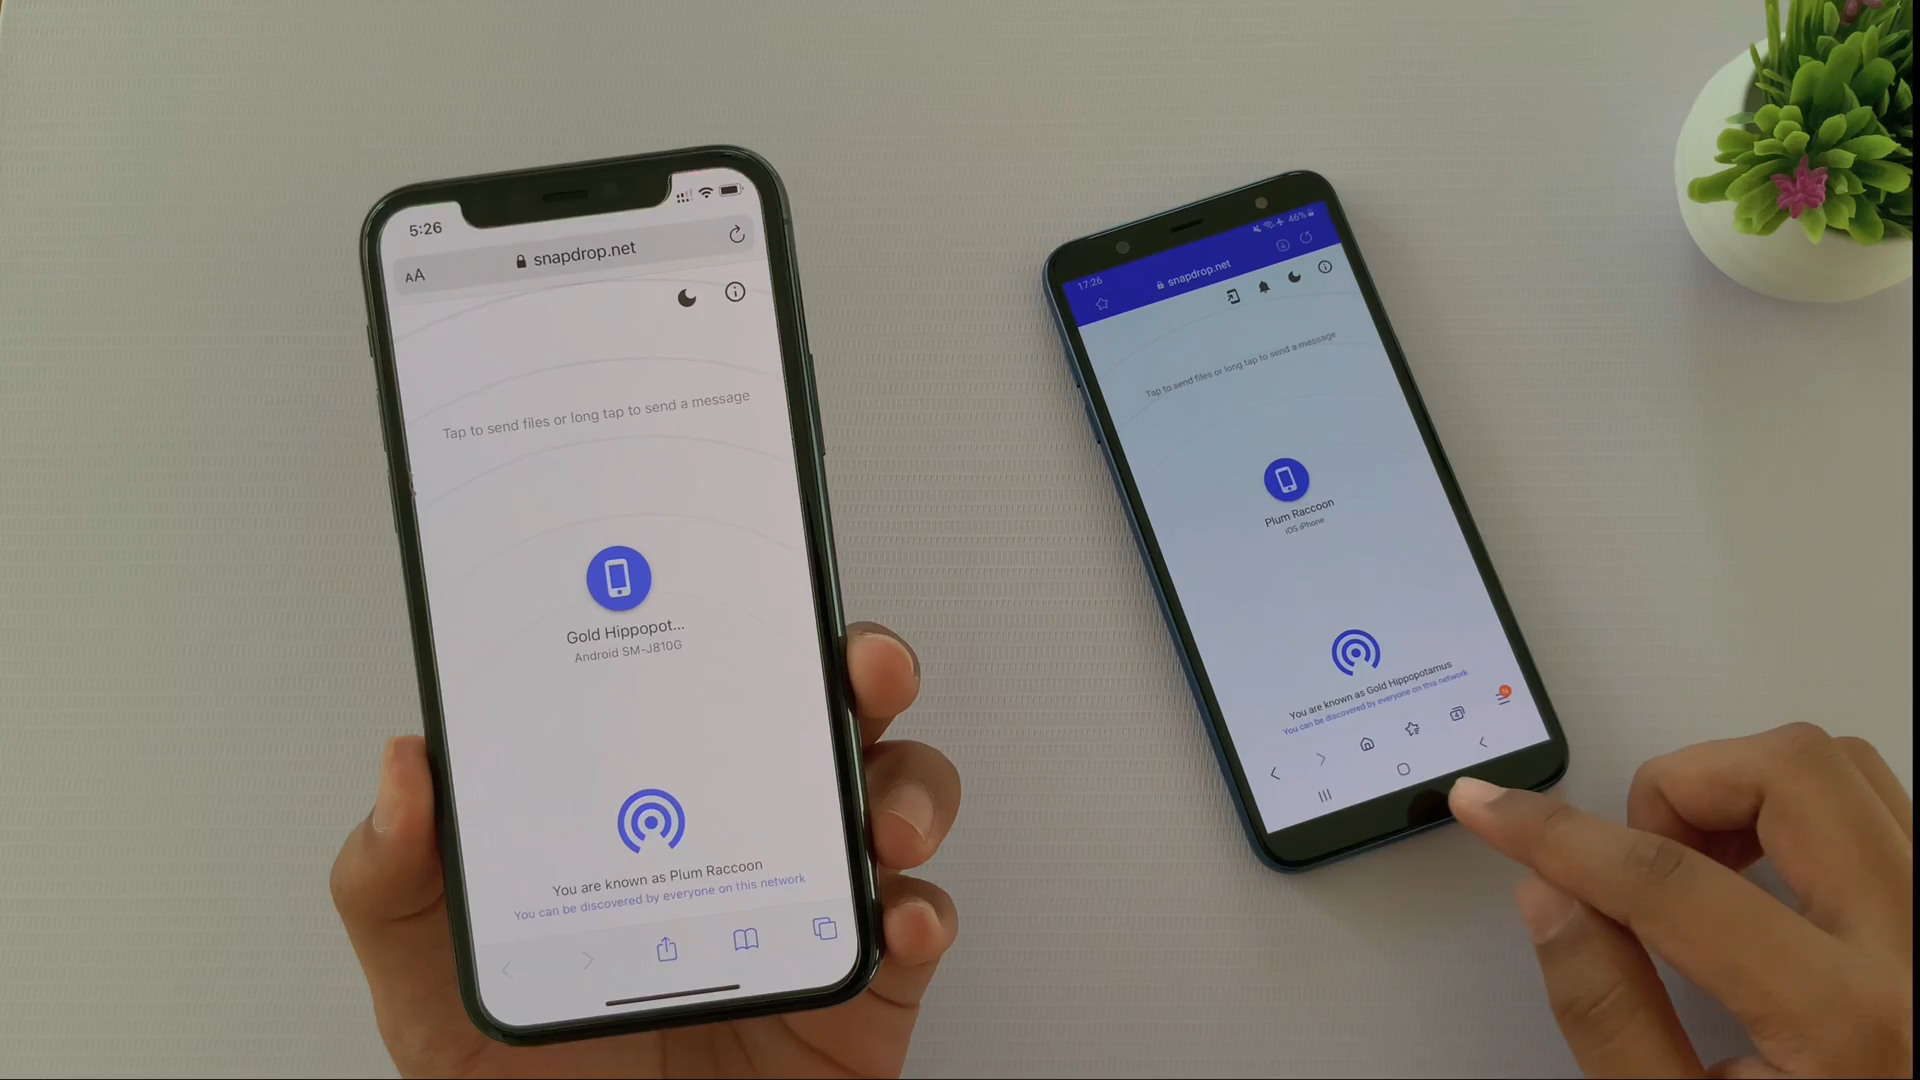 5:26
AA
snapdrop.net
Tap to send files or long tap to send a message
Gold Hippopot...
Android SM-J810G
You are known as Plum Raccoon
You can be discovered by everyone on this network
17:26
46%
snapdrop.net
Tap to send files or long tap to send a message
Plum Raccoon
iOS iPhone
You are known as Gold Hippopotamus
You can be discovered by everyone on this network